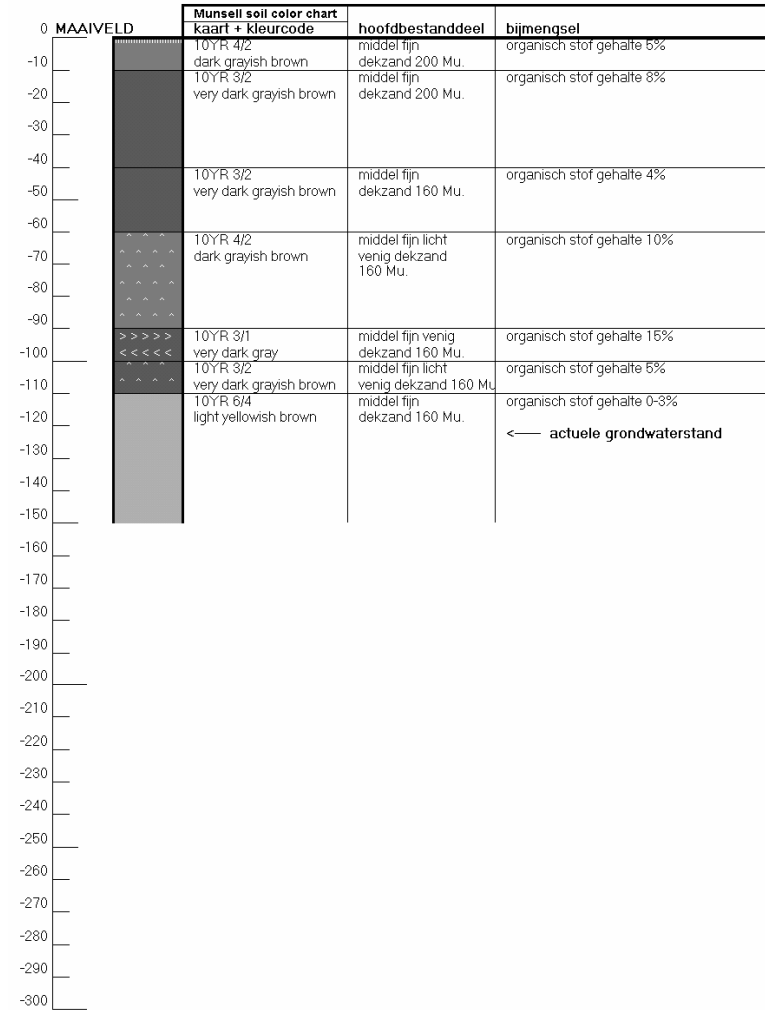 Munsell soil color chart
0 MAAIVELD kaart + kleurcode hoofdbestanddeel bijmengsel
10YR 4/2 middel fijn organisch stof gehalte 5%
-10 dark grayish brown dekzand 200 Mu.
10YR 3/2 middel fijn organisch stof gehalte 8%
-20 very dark grayish brown dekzand 200 Mu.
-30
-40
10YR 3/2 middel fijn organisch stof gehalte 4%
-50 very dark grayish brown dekzand 160 Mu.
-60
10YR 4/2 middel fijn licht organisch stof gehalte 10%
-70 dark grayish brown venig dekzand
160 Mu.
-80
-90
>>>>> 10YR 3/1 middel fijn venig organisch stof gehalte 15%
-100 <<<<< very dark gray dekzand 160 Mu.
10YR 3/2 middel fijn licht organisch stof gehalte 5%
-110 very dark grayish brown venig dekzand 160 Mu
10YR 6/4 middel fijn organisch stof gehalte 0-3%
-120 light yellowish brown dekzand 160 Mu.
<— actuele grondwaterstand
-130
-140
-150
-160
-170
-180
-190
-200
-210
-220
-230
-240
-250
-260
-270
-280
-290
-300